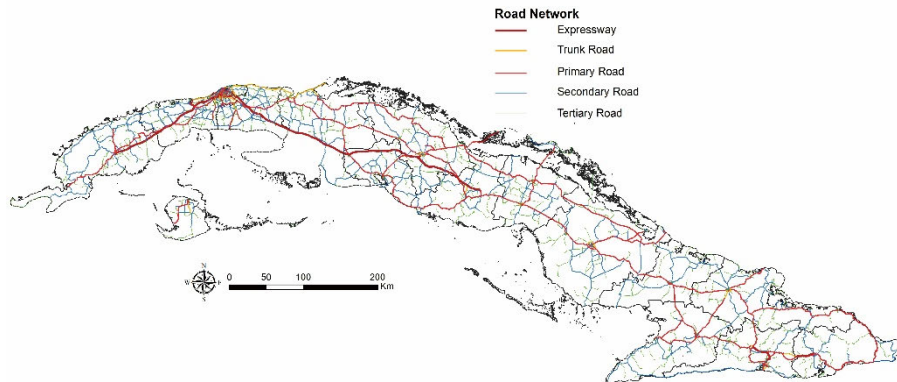 Road Network
Expressway
Trunk Road
Primary Road
Secondary Road
Tertiary Road
N
W E
S
0 50 100 200
Km